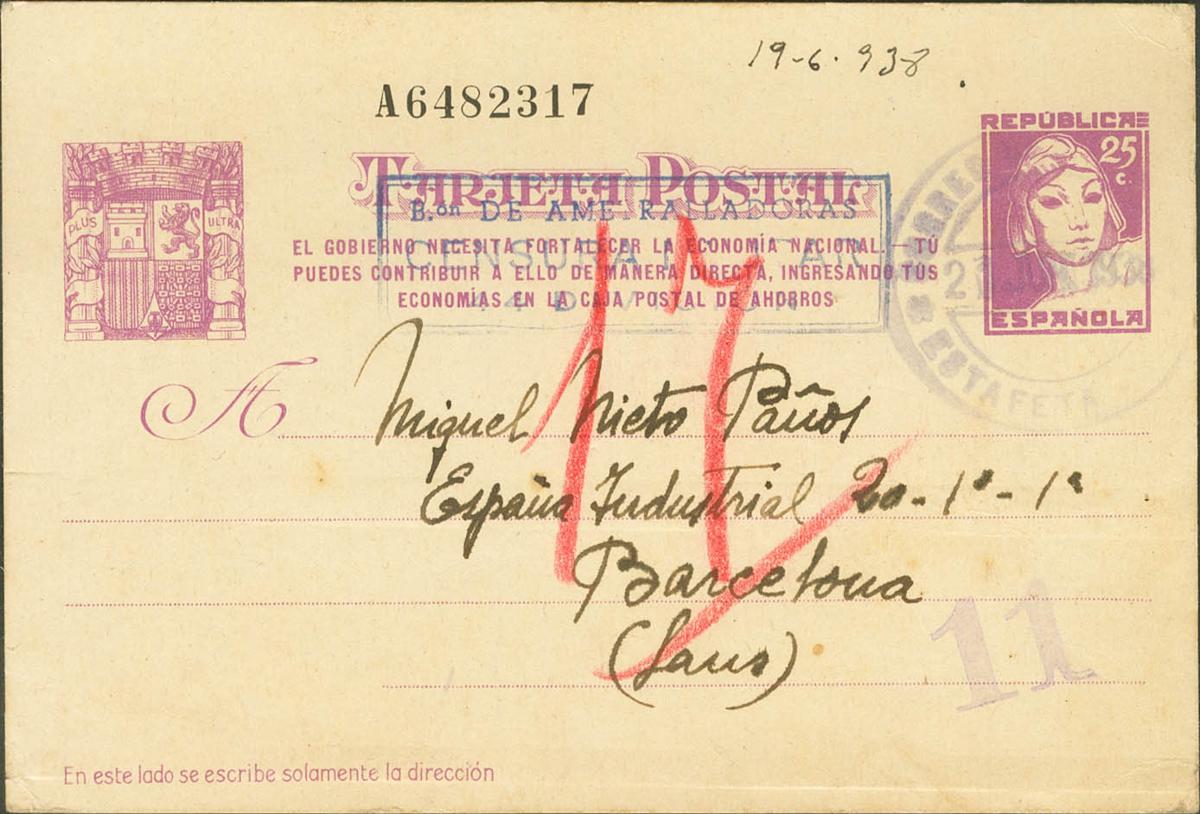 19-6.938
A6482317
REPÚBLICA
25 c.
TARJETA POSTAL
PLUS ULTRA
B.on DE AMETRALLADORAS
EL GOBIERNO NECESITA FORTALECER LA ECONOMÍA NACIONAL.—TÚ
CENSURA
PUEDES CONTRIBUIR A ELLO DE MANERA DIRECTA, INGRESANDO TUS
ECONOMÍAS EN LA CAJA POSTAL DE AHORROS
DIVISION
ESPAÑOLA
ESTAFETA
17
A Miguel Nieto Paños
España Industrial 20-1º-1ª
Barcelona
(Sans)
11
En este lado se escribe solamente la dirección